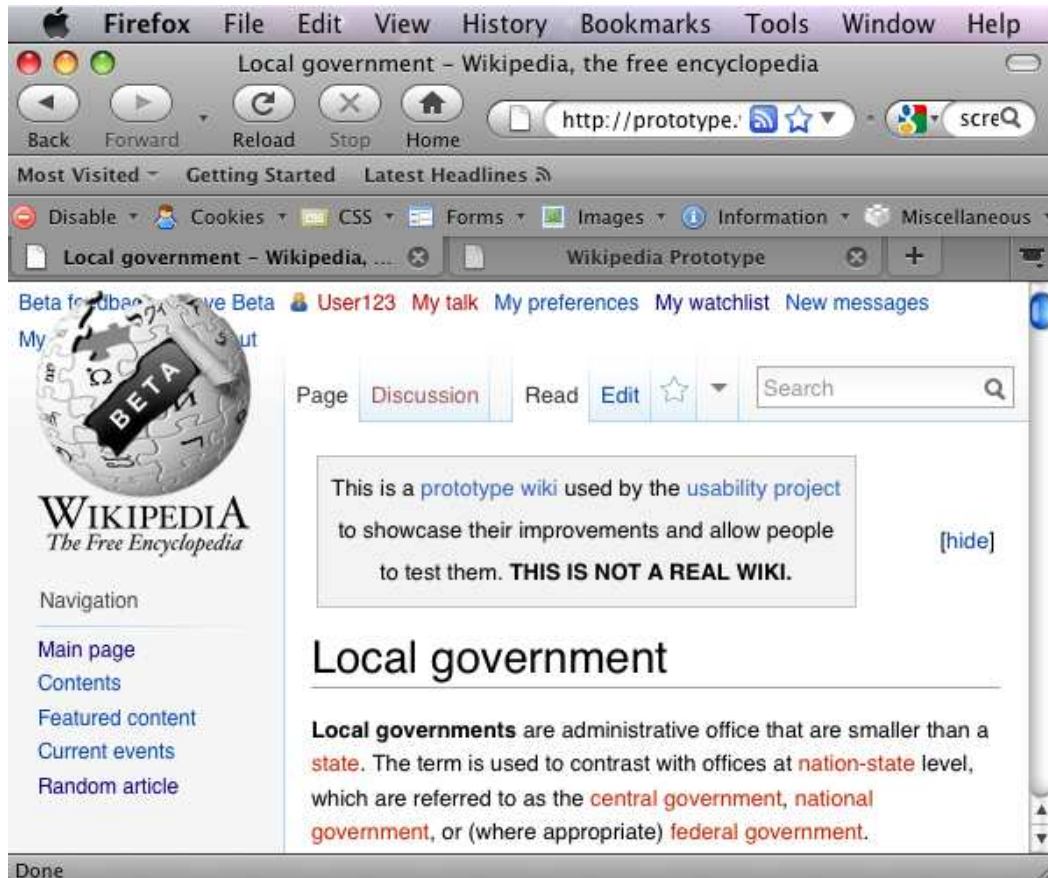 Firefox File Edit View History Bookmarks Tools Window Help
Local government – Wikipedia, the free encyclopedia
Back Forward Reload Stop Home http://prototype. scre
Most Visited Getting Started Latest Headlines
Disable Cookies CSS Forms Images Information Miscellaneous
Local government – Wikipedia, ... Wikipedia Prototype +
Beta Beta User123 My talk My preferences My watchlist New messages
My
BETA
Page Discussion Read Edit Search
WIKIPEDIA
The Free Encyclopedia
This is a prototype wiki used by the usability project
to showcase their improvements and allow people
to test them. THIS IS NOT A REAL WIKI.
[hide]
Navigation
Main page
Contents
Featured content
Current events
Random article
Local government
Local governments are administrative office that are smaller than a
state. The term is used to contrast with offices at nation-state level,
which are referred to as the central government, national
government, or (where appropriate) federal government.
Done